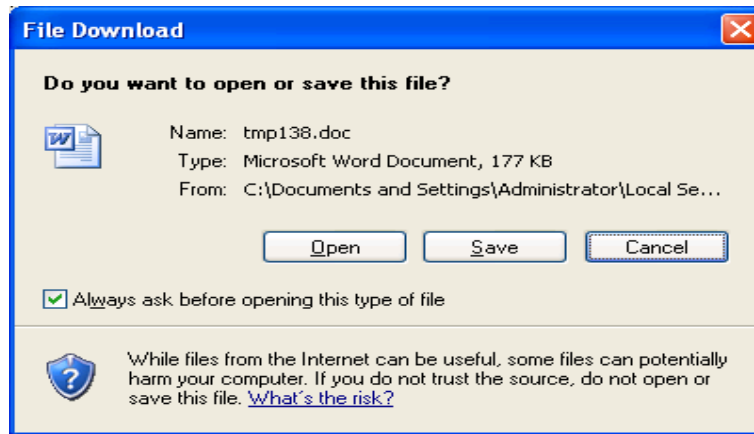 File Download
Do you want to open or save this file?
Name: tmp138.doc
Type: Microsoft Word Document, 177 KB
From: C:\Documents and Settings\Administrator\Local Se...
Open Save Cancel
Always ask before opening this type of file
While files from the Internet can be useful, some files can potentially
harm your computer. If you do not trust the source, do not open or
save this file. What's the risk?